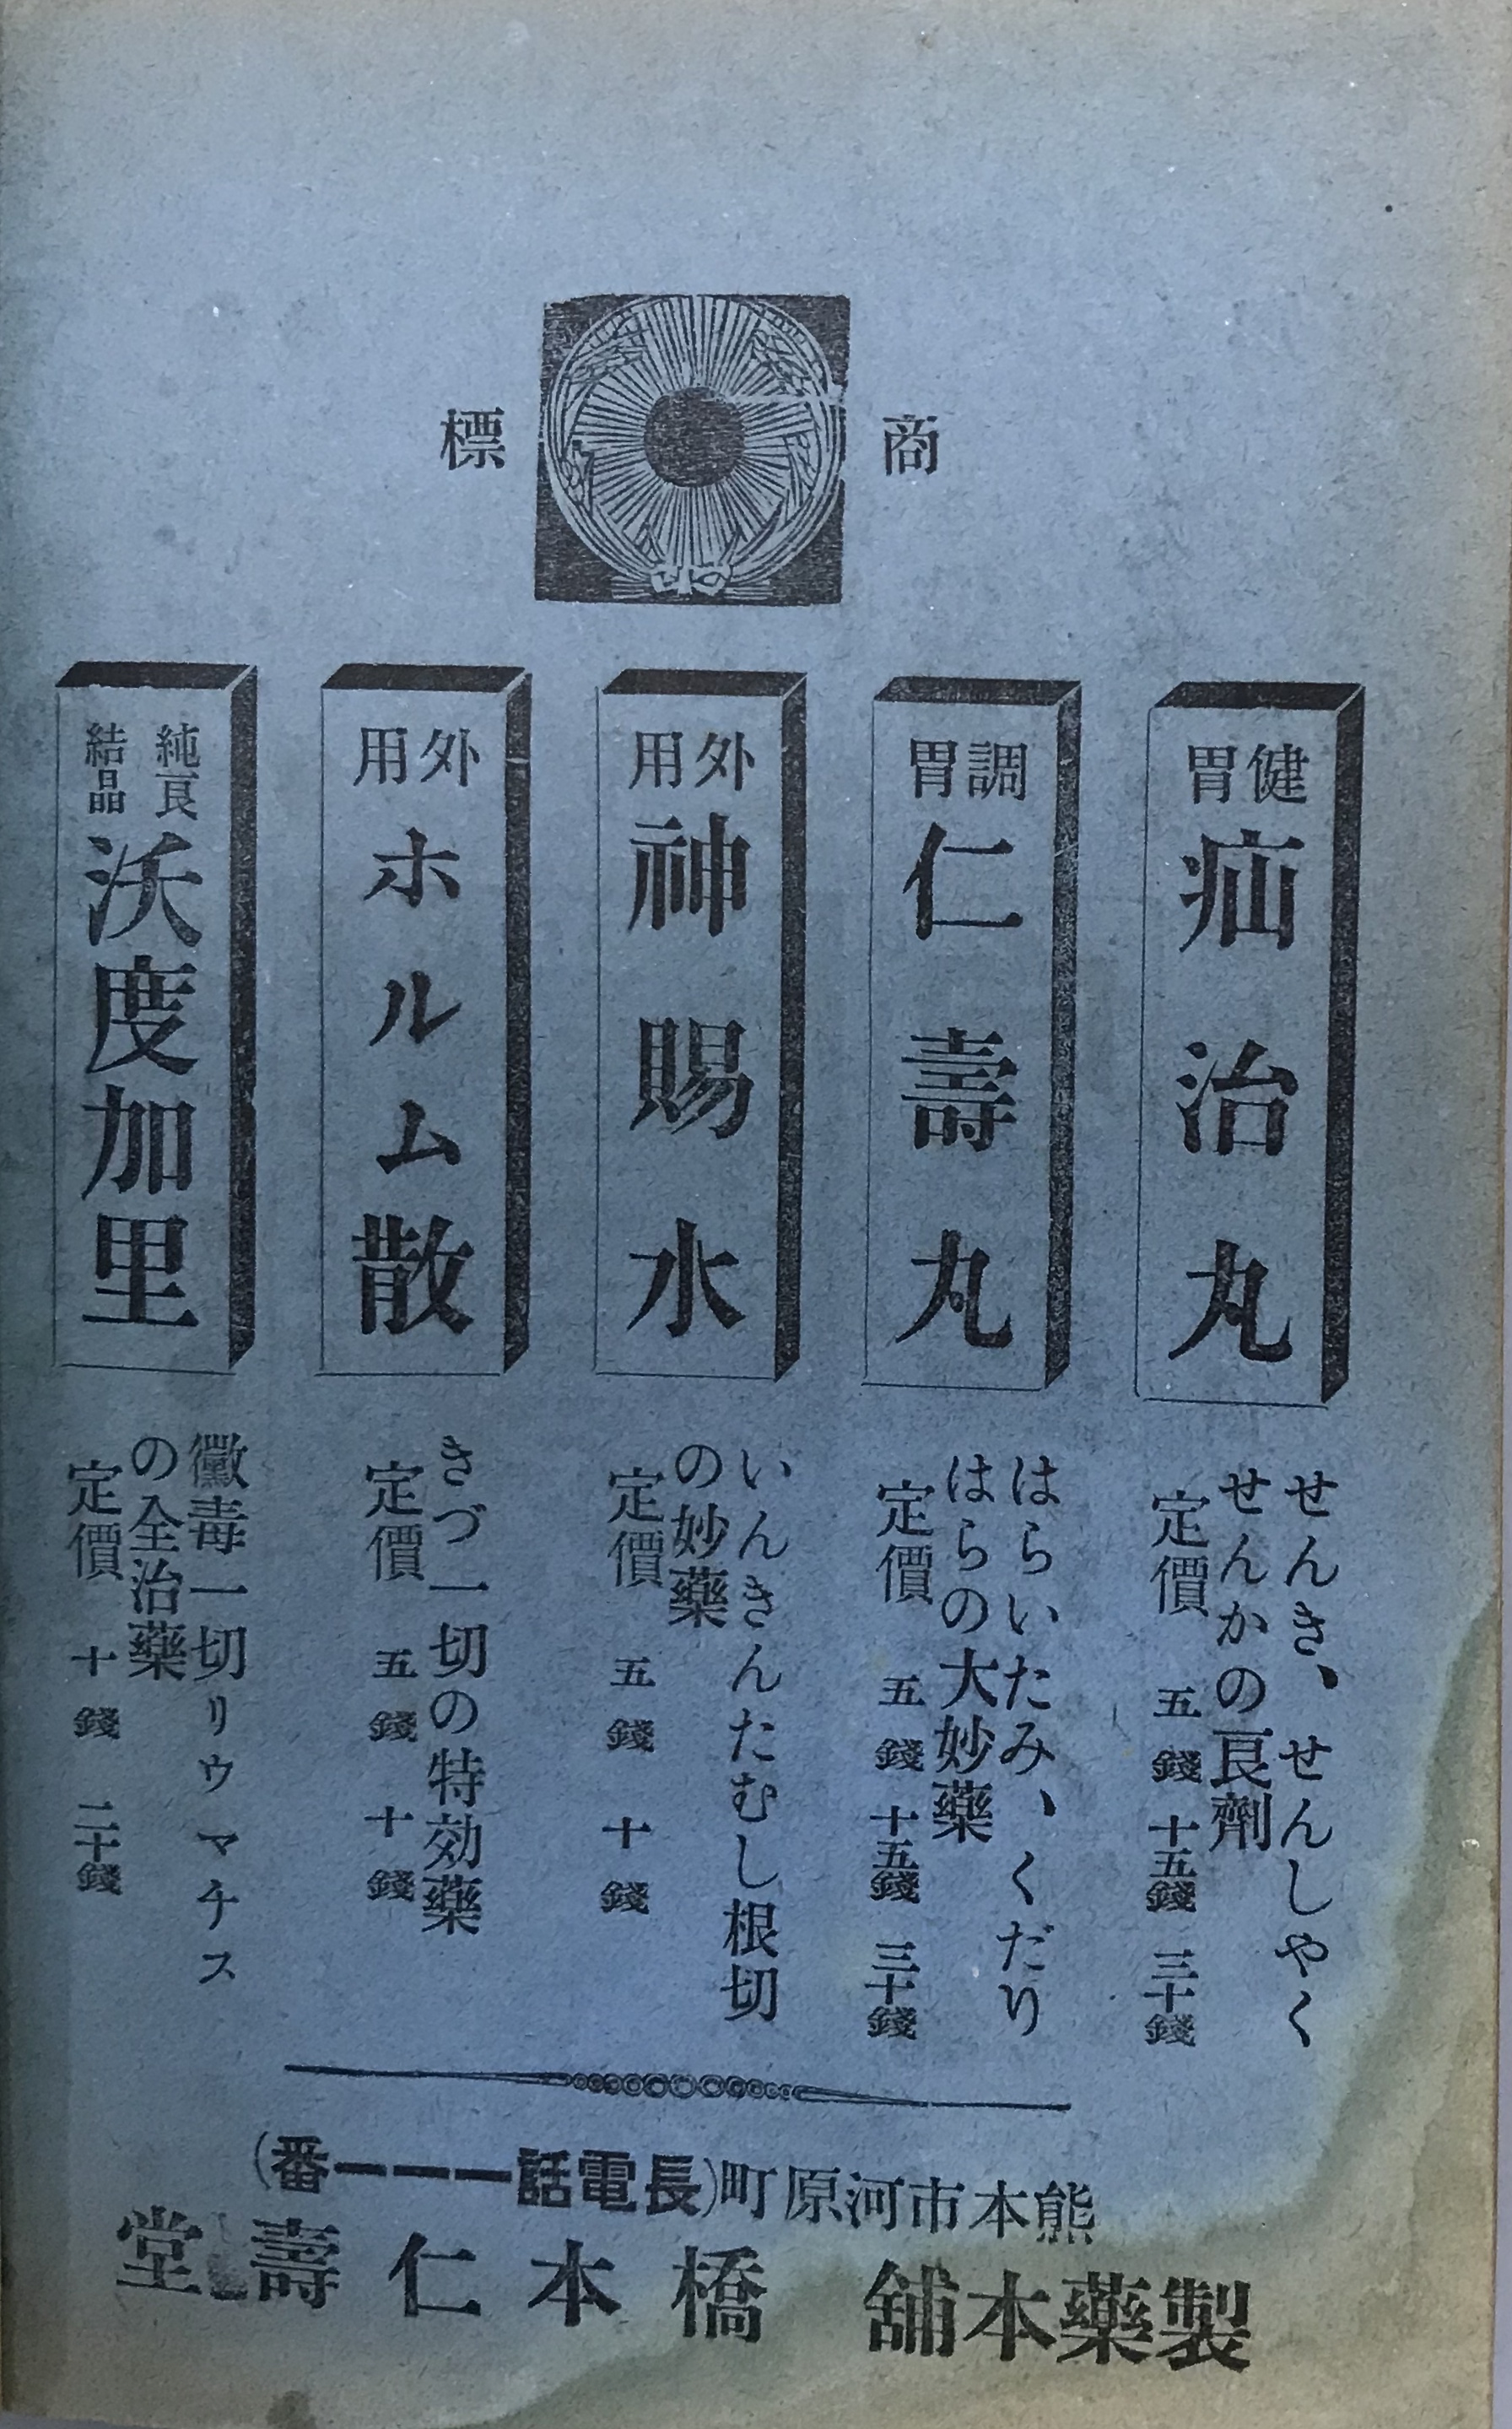 商標
健胃
疝治丸
せんき、せんしやく
せんかの良劑
定價 五錢 十五錢 三十錢
調胃
仁壽丸
はらいたみ、くだり
はらの大妙藥
定價 五錢 十五錢 三十錢
外用
神賜水
いんきんたむし根切
の妙藥
定價 五錢 十錢
外用
ホルム散
きづ一切の特効藥
定價 五錢 十錢
純良
結晶
沃度加里
黴毒一切リウマチス
の全治藥
定價 十錢 二十錢
熊本市河原町(長電話一一一番)
製藥本舖 橋本仁壽堂